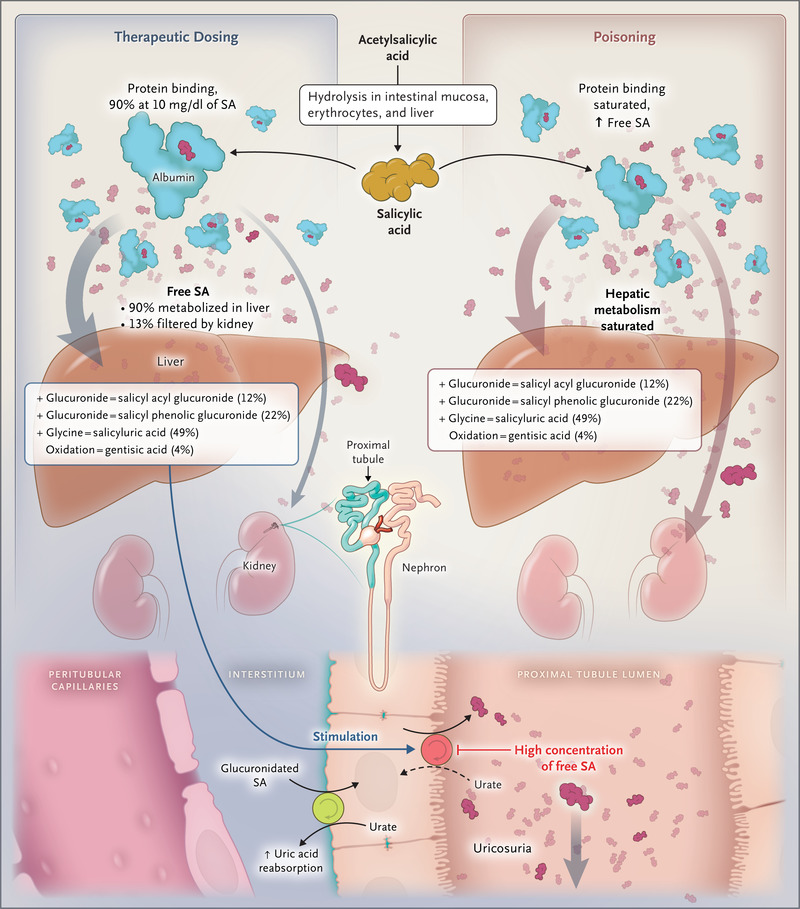 Therapeutic Dosing
Acetylsalicylic
acid
Poisoning
Protein binding,
90% at 10 mg/dl of SA
Hydrolysis in intestinal mucosa,
erythrocytes, and liver
Protein binding
saturated,
↑ Free SA
Albumin
Salicylic
acid
Free SA
• 90% metabolized in liver
• 13% filtered by kidney
Hepatic
metabolism
saturated
Liver
+ Glucuronide=salicyl acyl glucuronide (12%)
+ Glucuronide=salicyl phenolic glucuronide (22%)
+ Glycine=salicyluric acid (49%)
Oxidation=gentisic acid (4%)
+ Glucuronide=salicyl acyl glucuronide (12%)
+ Glucuronide=salicyl phenolic glucuronide (22%)
+ Glycine=salicyluric acid (49%)
Oxidation=gentisic acid (4%)
Proximal
tubule
Kidney
Nephron
PERITUBULAR
CAPILLARIES
INTERSTITIUM
PROXIMAL TUBULE LUMEN
Stimulation
High concentration
of free SA
Glucuronidated
SA
Urate
Urate
↑ Uric acid
reabsorption
Uricosuria